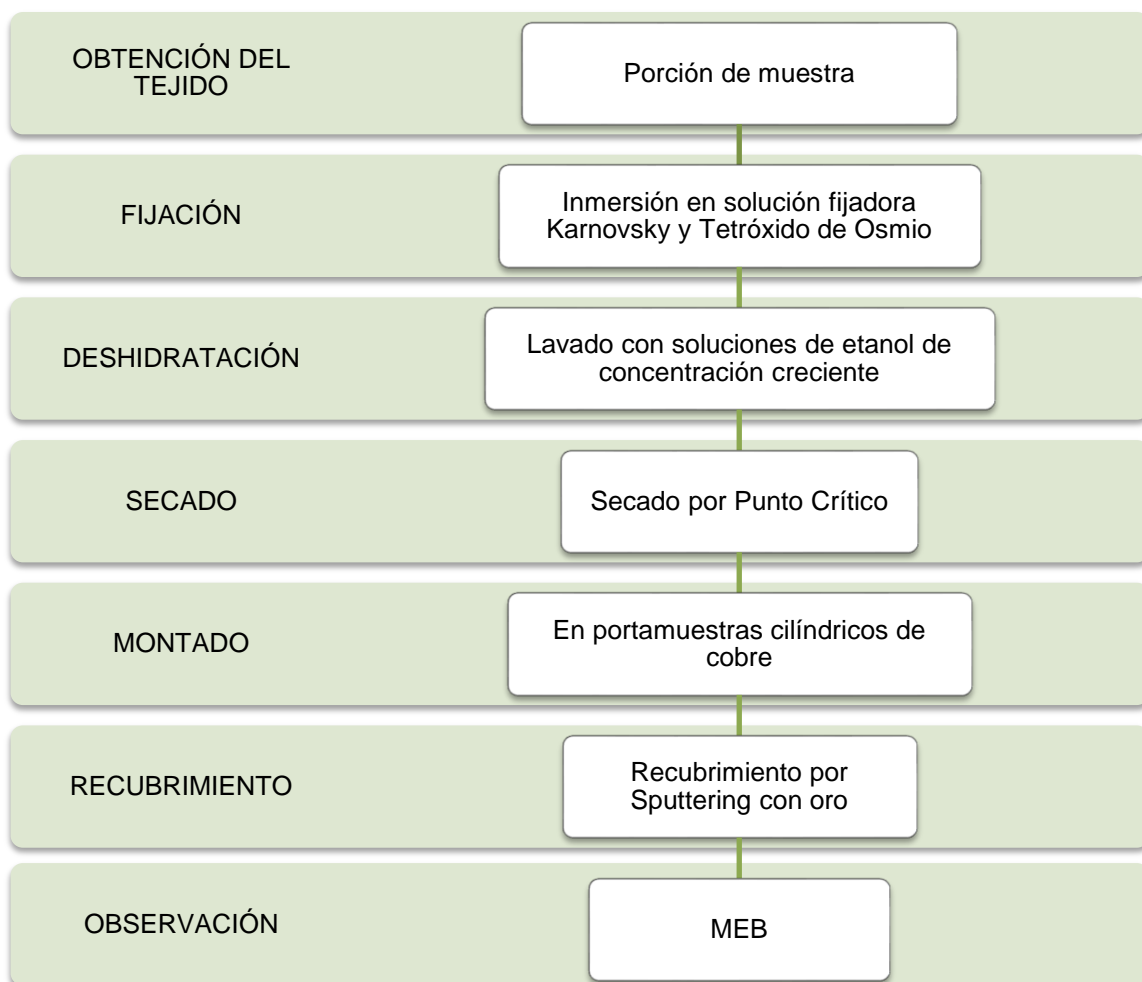 OBTENCIÓN DEL
TEJIDO
Porción de muestra
FIJACIÓN
Inmersión en solución fijadora
Karnovsky y Tetróxido de Osmio
DESHIDRATACIÓN
Lavado con soluciones de etanol de
concentración creciente
SECADO
Secado por Punto Crítico
MONTADO
En portamuestras cilíndricos de
cobre
RECUBRIMIENTO
Recubrimiento por
Sputtering con oro
OBSERVACIÓN
MEB